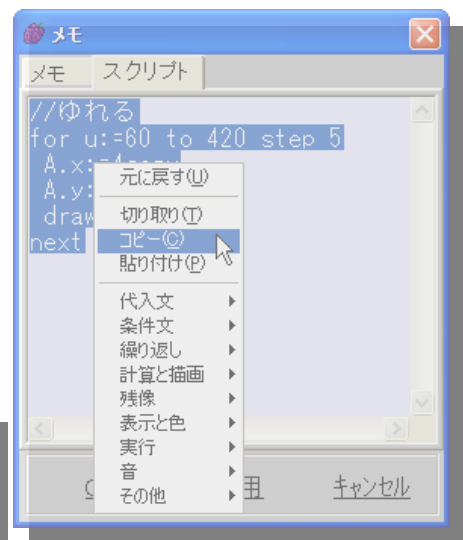 メモ
メモ スクリプト
//ゆれる
for u:=60 to 420 step 5
A.x:=4cosu
A.y:
draw
next
元に戻す(U)
切り取り(T)
コピー(C)
貼り付け(P)
代入文
条件文
繰り返し
計算と描画
残像
表示と色
実行
音
その他
用 キャンセル